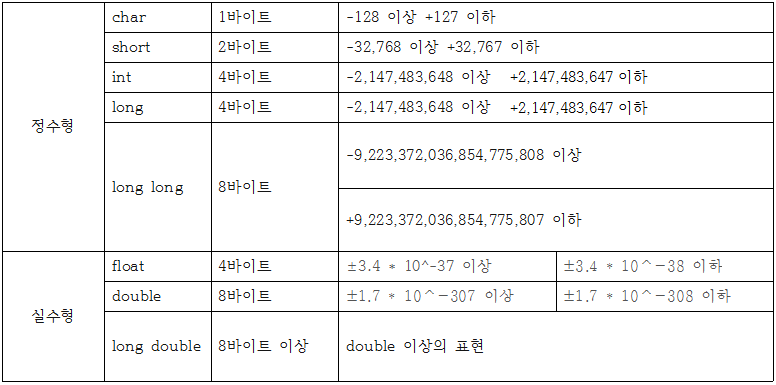 정수형
char 1바이트 -128 이상 +127 이하
short 2바이트 -32,768 이상 +32,767 이하
int 4바이트 -2,147,483,648 이상 +2,147,483,647 이하
long 4바이트 -2,147,483,648 이상 +2,147,483,647 이하
long long 8바이트 -9,223,372,036,854,775,808 이상
+9,223,372,036,854,775,807 이하
실수형
float 4바이트 ±3.4 * 10^-37 이상 ±3.4 * 10^-38 이하
double 8바이트 ±1.7 * 10^-307 이상 ±1.7 * 10^-308 이하
long double 8바이트 이상 double 이상의 표현